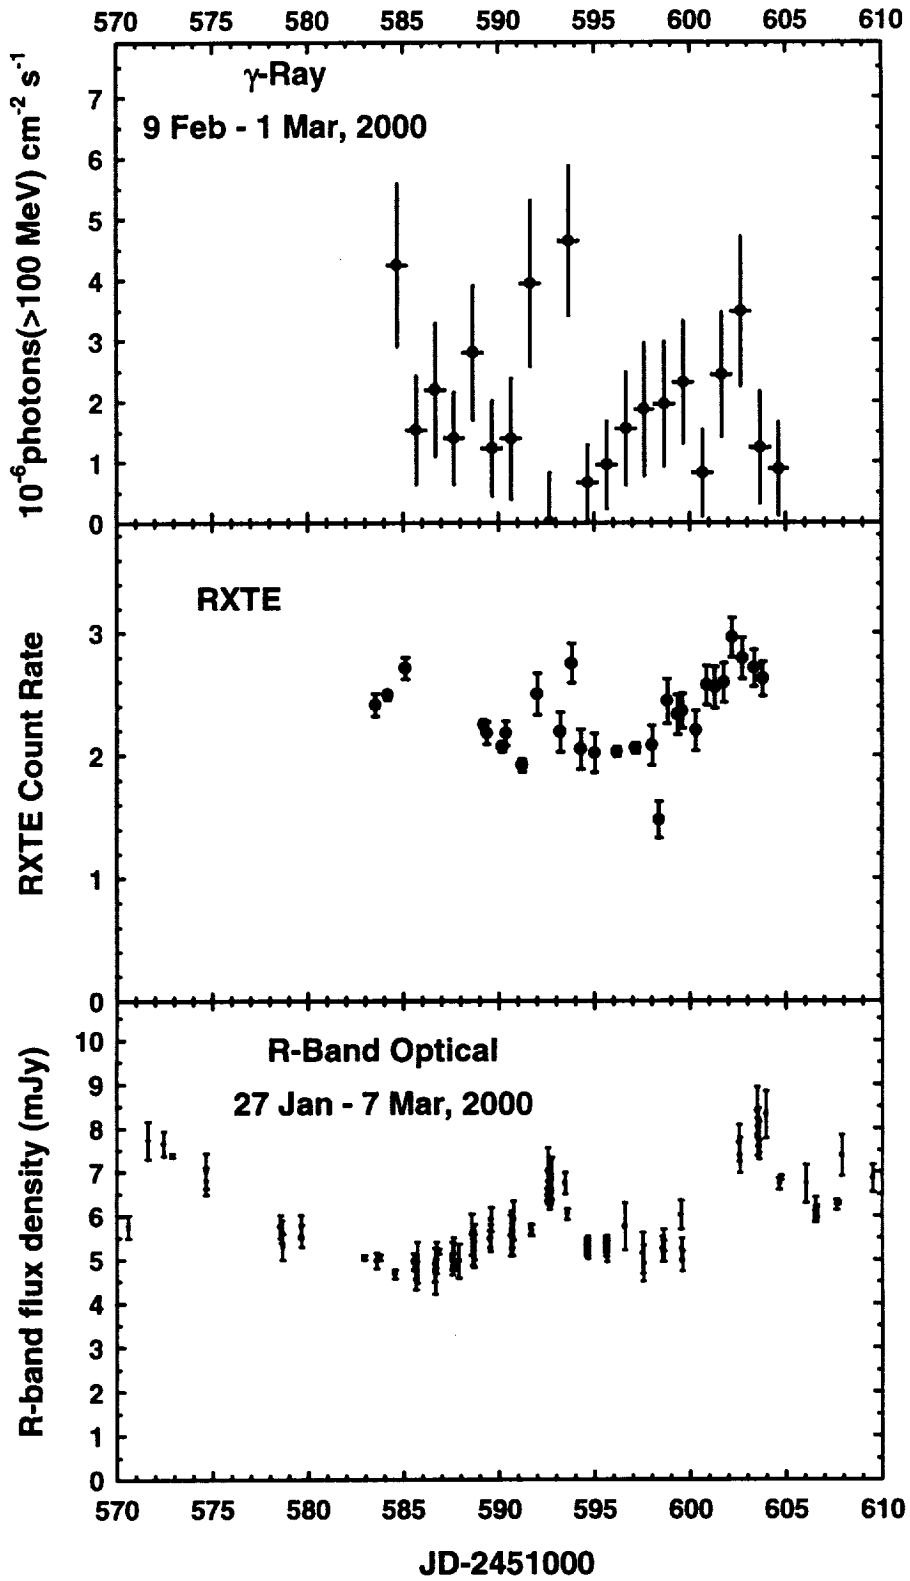 570 575 580 585 590 595 600 605 610
γ-Ray
9 Feb - 1 Mar, 2000
10⁻⁶photons(>100 MeV) cm⁻² s⁻¹
7
6
5
4
3
2
1
0
RXTE
RXTE Count Rate
3
2
1
0
R-Band Optical
27 Jan - 7 Mar, 2000
R-band flux density (mJy)
10
9
8
7
6
5
4
3
2
1
0
570 575 580 585 590 595 600 605 610
JD-2451000